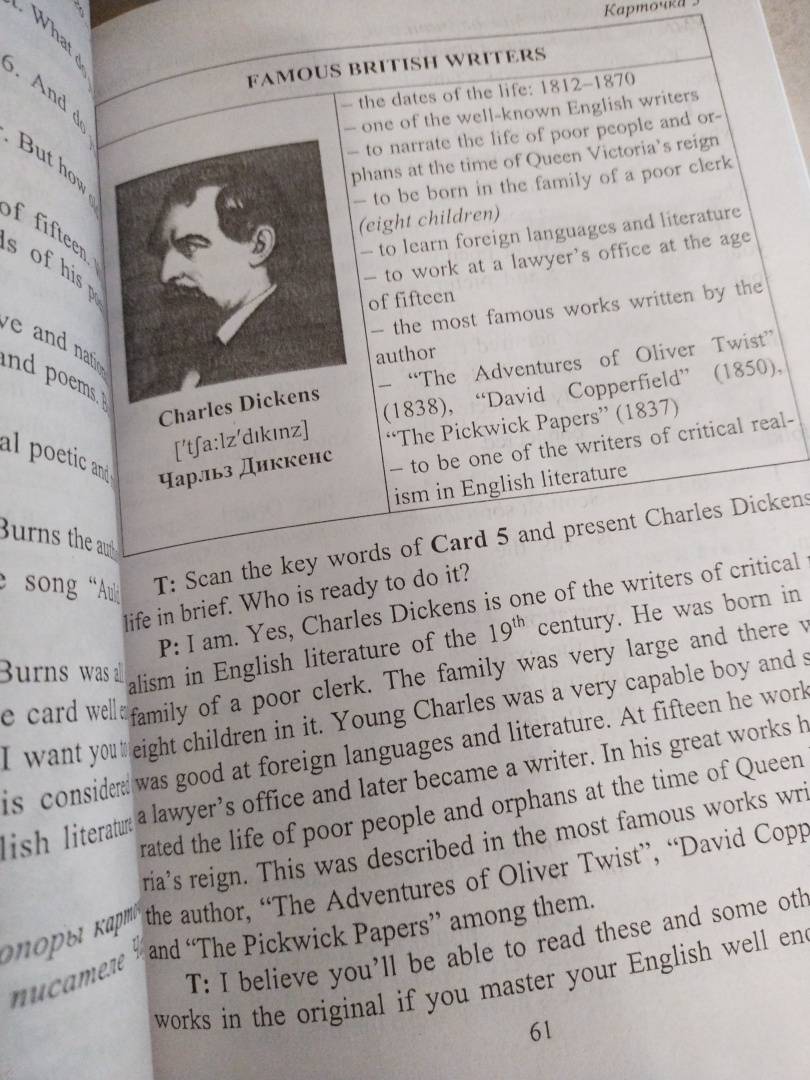 . What do
6. And do
. But how
of fifteen.
ls of his
ve and
and poems.
al poetic and
Burns the
e song “Auld
Burns was
e card well
I want you to
is considered
lish literature
опоры
писателе
Карточка 5
FAMOUS BRITISH WRITERS
Charles Dickens
['tʃa:lz'dıkınz]
Чарльз Диккенс
– the dates of the life: 1812–1870
– one of the well-known English writers
– to narrate the life of poor people and or-
phans at the time of Queen Victoria’s reign
– to be born in the family of a poor clerk
(eight children)
– to learn foreign languages and literature
– to work at a lawyer’s office at the age
of fifteen
– the most famous works written by the
author
– “The Adventures of Oliver Twist”
(1838), “David Copperfield” (1850),
“The Pickwick Papers” (1837)
– to be one of the writers of critical real-
ism in English literature
T: Scan the key words of Card 5 and present Charles Dickens
life in brief. Who is ready to do it?
P: I am. Yes, Charles Dickens is one of the writers of critical
alism in English literature of the 19th century. He was born in
family of a poor clerk. The family was very large and there w
eight children in it. Young Charles was a very capable boy and s
was good at foreign languages and literature. At fifteen he work
a lawyer’s office and later became a writer. In his great works h
rated the life of poor people and orphans at the time of Queen
ria’s reign. This was described in the most famous works wri
the author, “The Adventures of Oliver Twist”, “David Copp
and “The Pickwick Papers” among them.
T: I believe you’ll be able to read these and some oth
works in the original if you master your English well eno
61